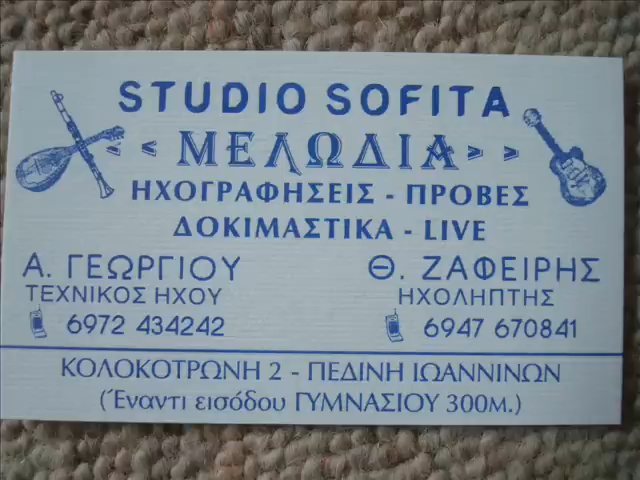 STUDIO SOFITA
«ΜΕΛΩΔΙΑ»
ΗΧΟΓΡΑΦΗΣΕΙΣ - ΠΡΟΒΕΣ
ΔΟΚΙΜΑΣΤΙΚΑ - LIVE
Α. ΓΕΩΡΓΙΟΥ Θ. ΖΑΦΕΙΡΗΣ
ΤΕΧΝΙΚΟΣ ΗΧΟΥ ΗΧΟΛΗΠΤΗΣ
6972 434242 6947 670841
ΚΟΛΟΚΟΤΡΩΝΗ 2 - ΠΕΔΙΝΗ ΙΩΑΝΝΙΝΩΝ
(Έναντι εισόδου ΓΥΜΝΑΣΙΟΥ 300Μ.)